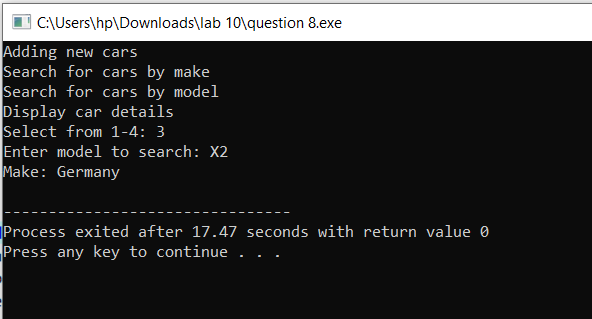 C:\Users\hp\Downloads\lab 10\question 8.exe
Adding new cars
Search for cars by make
Search for cars by model
Display car details
Select from 1-4: 3
Enter model to search: X2
Make: Germany
--------------------------------
Process exited after 17.47 seconds with return value 0
Press any key to continue . . .